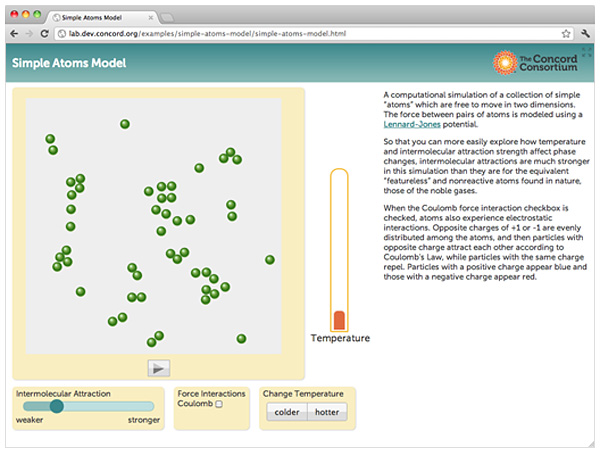 Simple Atoms Model
lab.dev.concord.org/examples/simple-atoms-model/simple-atoms-model.html
Simple Atoms Model
The Concord
Consortium
A computational simulation of a collection of simple
"atoms" which are free to move in two dimensions.
The force between pairs of atoms is modeled using a
Lennard-Jones potential.
So that you can more easily explore how temperature
and intermolecular attraction strength affect phase
changes, intermolecular attractions are much stronger
in this simulation than they are for the equivalent
"featureless" and nonreactive atoms found in nature,
those of the noble gases.
When the Coulomb force interaction checkbox is
checked, atoms also experience electrostatic
interactions. Opposite charges of +1 or -1 are evenly
distributed among the atoms, and then particles with
opposite charge attract each other according to
Coulomb's Law, while particles with the same charge
repel. Particles with a positive charge appear blue and
those with a negative charge appear red.
Temperature
Intermolecular Attraction
weaker stronger
Force Interactions
Coulomb
Change Temperature
colder hotter